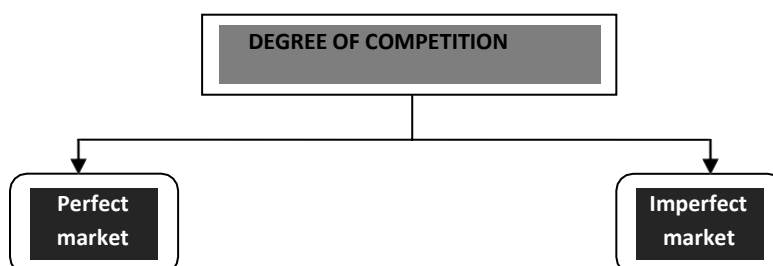 DEGREE OF COMPETITION
Perfect
market
Imperfect
market